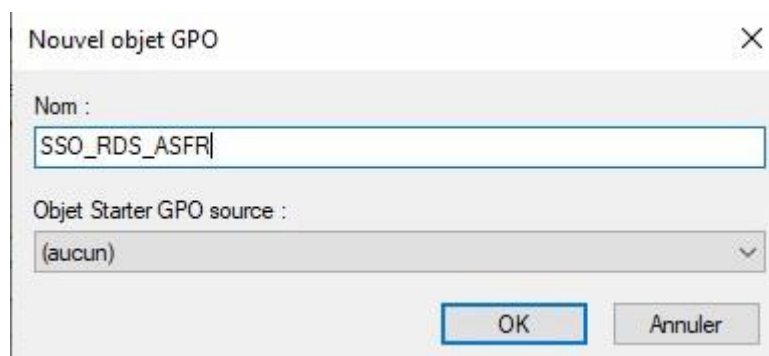 Nouvel objet GPO
Nom :
SSO_RDS_ASFR
Objet Starter GPO source :
(aucun)
OK Annuler